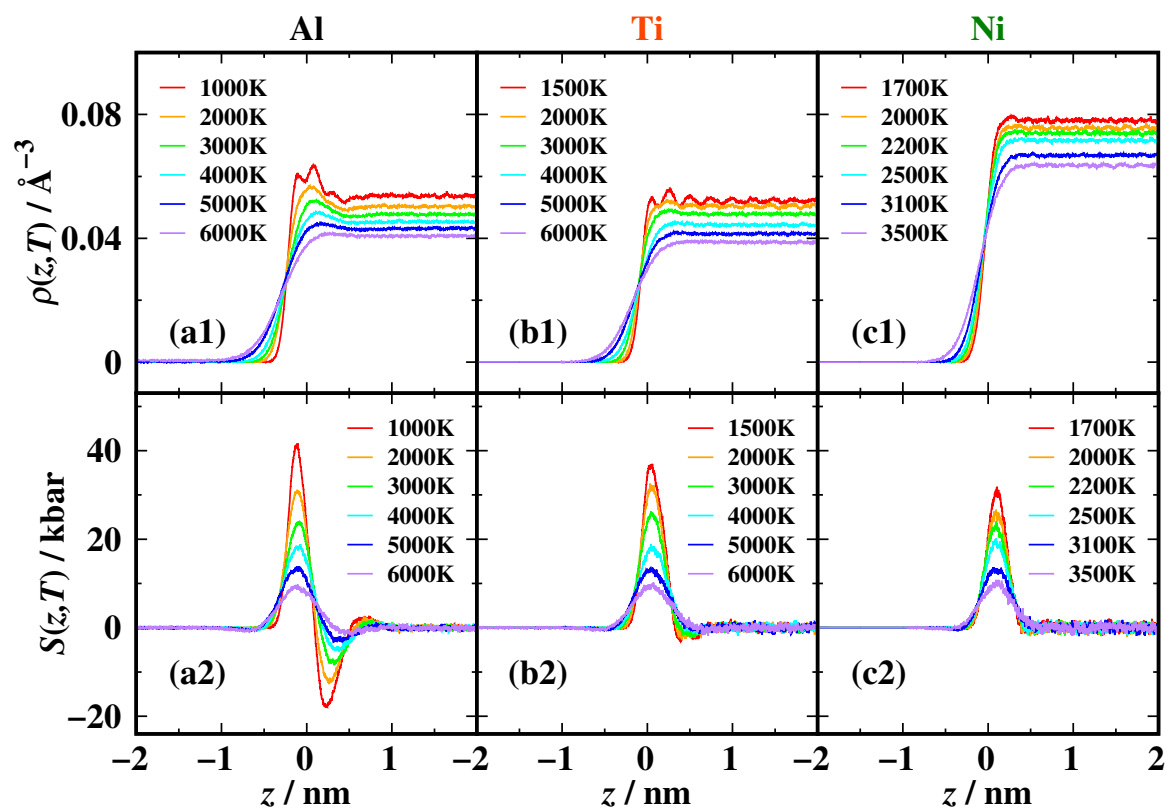 Al Ti Ni
ρ(z,T) / Å⁻³
0.08
0.04
0
1000K
2000K
3000K
4000K
5000K
6000K
(a1)
1500K
2000K
3000K
4000K
5000K
6000K
(b1)
1700K
2000K
2200K
2500K
3100K
3500K
(c1)
S(z,T) / kbar
40
20
0
−20
1000K
2000K
3000K
4000K
5000K
6000K
(a2)
1500K
2000K
3000K
4000K
5000K
6000K
(b2)
1700K
2000K
2200K
2500K
3100K
3500K
(c2)
−2 −1 0 1 −2 −1 0 1 −2 −1 0 1 2
z / nm z / nm z / nm